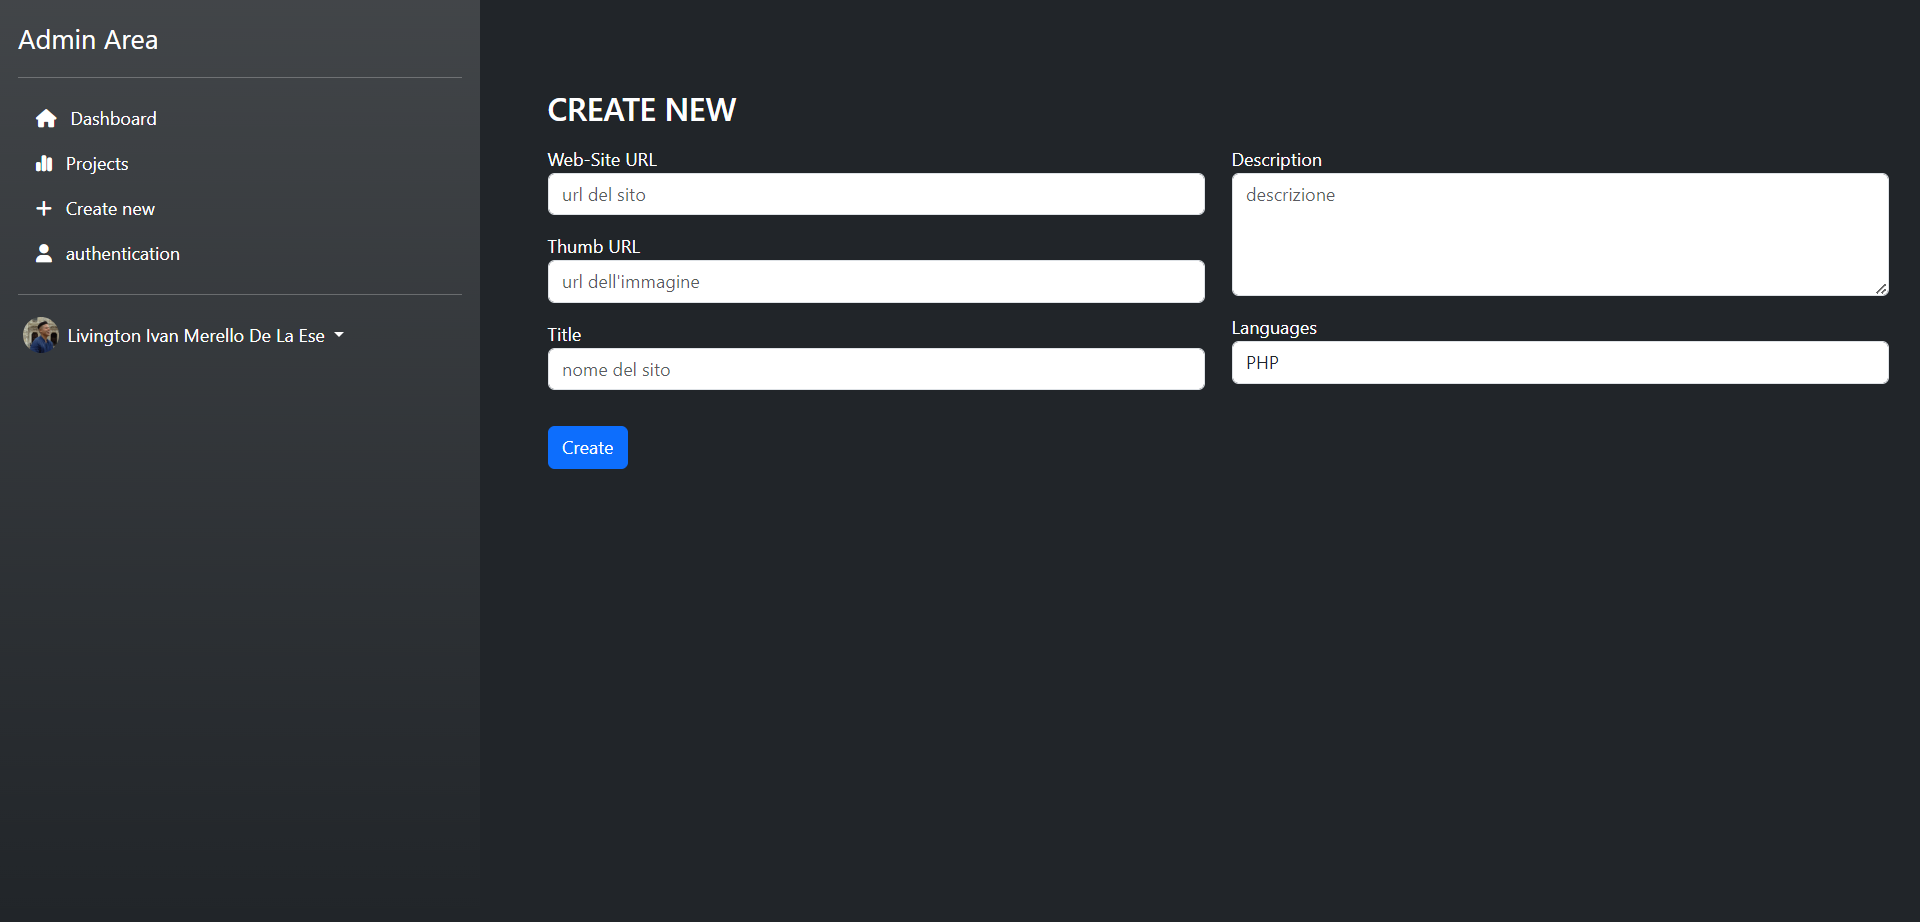 Admin Area
Dashboard
Projects
Create new
authentication
Livington Ivan Merello De La Ese
CREATE NEW
Web-Site URL
url del sito
Thumb URL
url dell'immagine
Title
nome del sito
Create
Description
descrizione
Languages
PHP